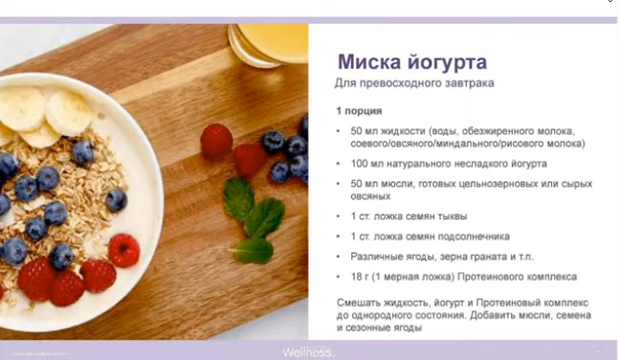 Миска йогурта
Для превосходного завтрака
1 порция
• 50 мл жидкости (воды, обезжиренного молока,
соевого/овсяного/миндального/рисового молока)
• 100 мл натурального несладкого йогурта
• 50 мл мюсли, готовых цельнозерновых или сырых
овсяных
• 1 ст. ложка семян тыквы
• 1 ст. ложка семян подсолнечника
• Различные ягоды, зерна граната и т.п.
• 18 г (1 мерная ложка) Протеинового комплекса
Смешать жидкость, йогурт и Протеиновый комплекс
до однородного состояния. Добавить мюсли, семена
и сезонные ягоды
Wellness.